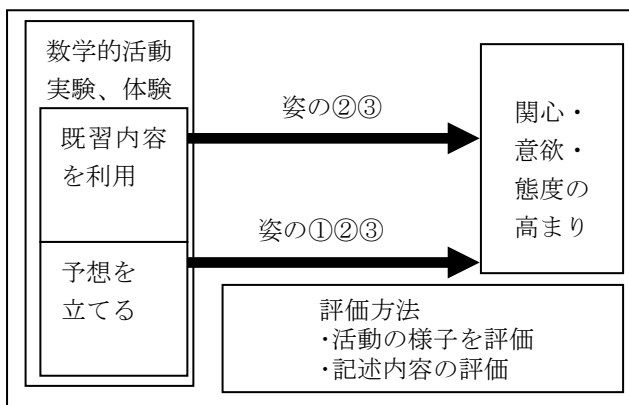 数学的活動
実験、体験
既習内容
を利用
予想を
立てる
姿の②③
姿の①②③
関心・
意欲・
態度の
高まり
評価方法
・活動の様子を評価
・記述内容の評価